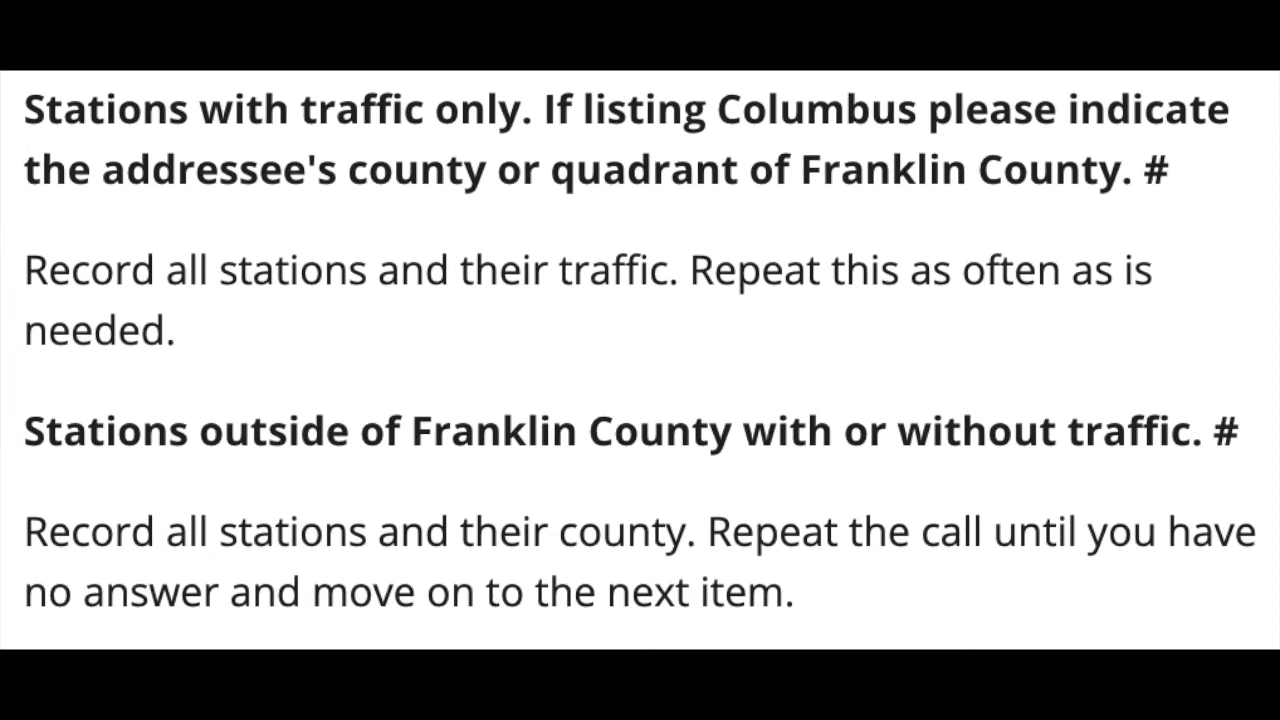 Stations with traffic only. If listing Columbus please indicate
the addressee's county or quadrant of Franklin County. #
Record all stations and their traffic. Repeat this as often as is
needed.
Stations outside of Franklin County with or without traffic. #
Record all stations and their county. Repeat the call until you have
no answer and move on to the next item.